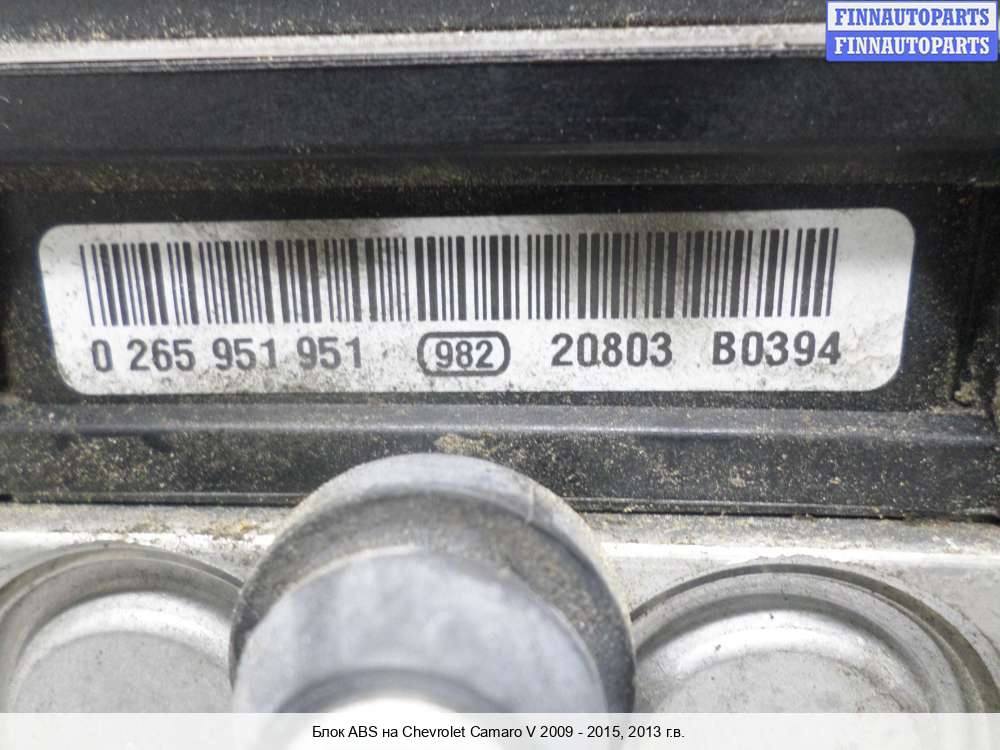 FINNAUTOPARTS
FINNAUTOPARTS
0 265 951 951 982 20803 B0394
Блок ABS на Chevrolet Camaro V 2009 - 2015, 2013 г.в.